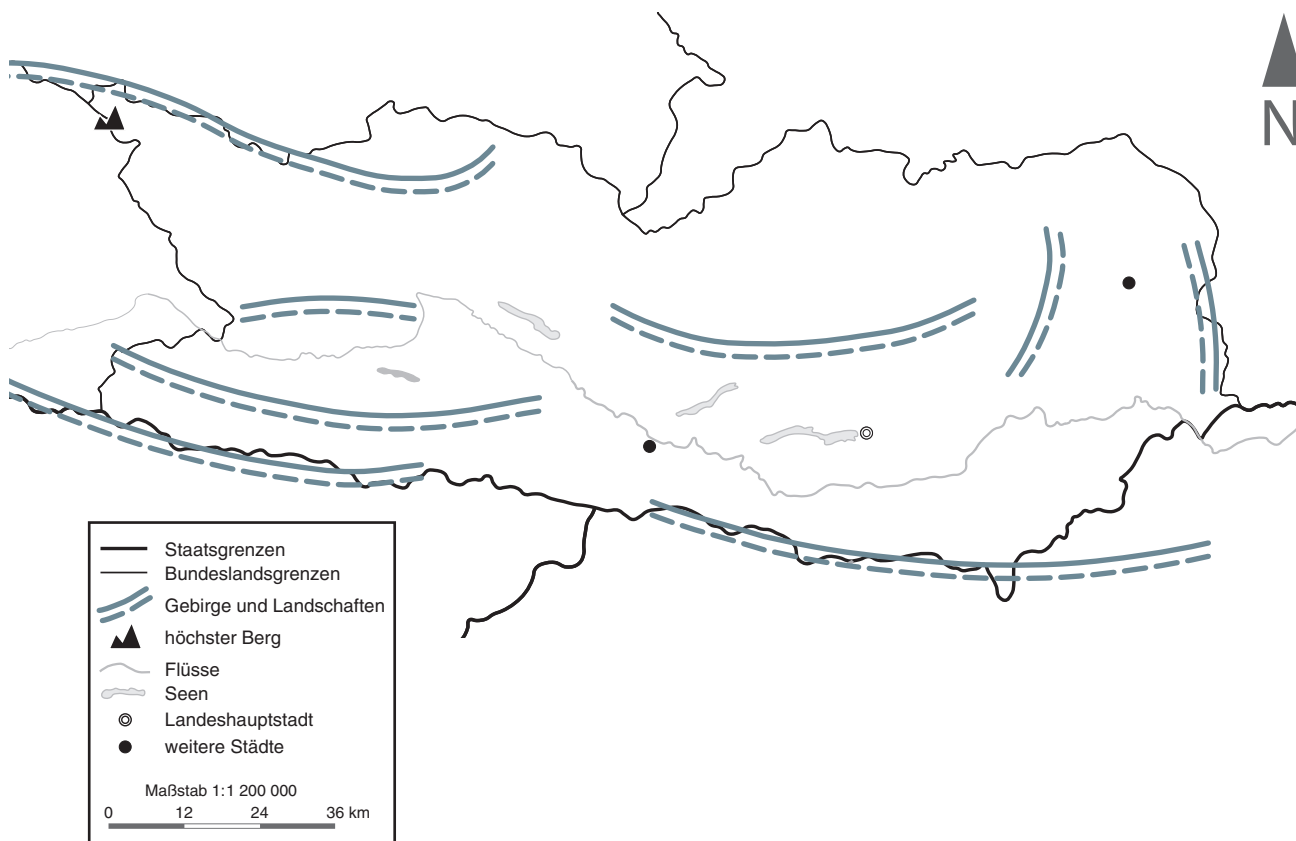 N
Staatsgrenzen
Bundeslandsgrenzen
Gebirge und Landschaften
höchster Berg
Flüsse
Seen
Landeshauptstadt
weitere Städte
Maßstab 1:1 200 000
0 12 24 36 km